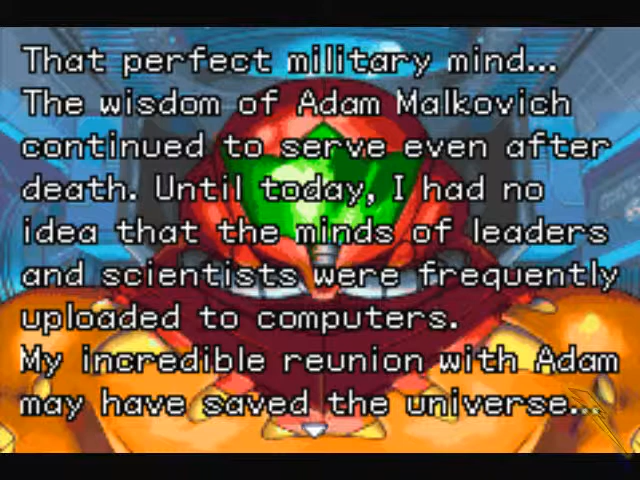 That perfect military mind...
The wisdom of Adam Malkovich
continued to serve even after
death. Until today, I had no
idea that the minds of leaders
and scientists were frequently
uploaded to computers.
My incredible reunion with Adam
may have saved the universe...